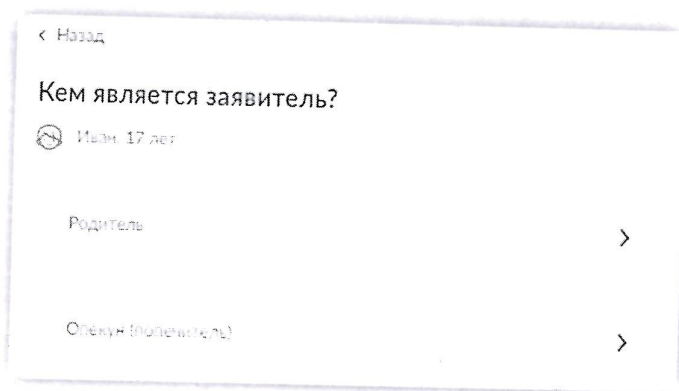 < Назад
Кем является заявитель?
Иван, 17 лет
Родитель
Опекун (попечитель)